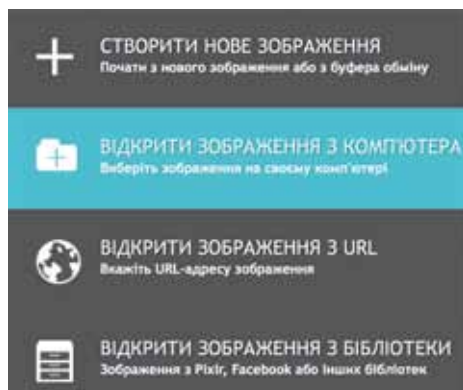 СТВОРИТИ НОВЕ ЗОБРАЖЕННЯ
Почати з нового зображення або з буфера обміну
ВІДКРИТИ ЗОБРАЖЕННЯ З КОМП'ЮТЕРА
Виберіть зображення на своєму комп'ютері
ВІДКРИТИ ЗОБРАЖЕННЯ З URL
Вкажіть URL-адресу зображення
ВІДКРИТИ ЗОБРАЖЕННЯ З БІБЛІОТЕКИ
Зображення з Pixlr, Facebook або інших бібліотек